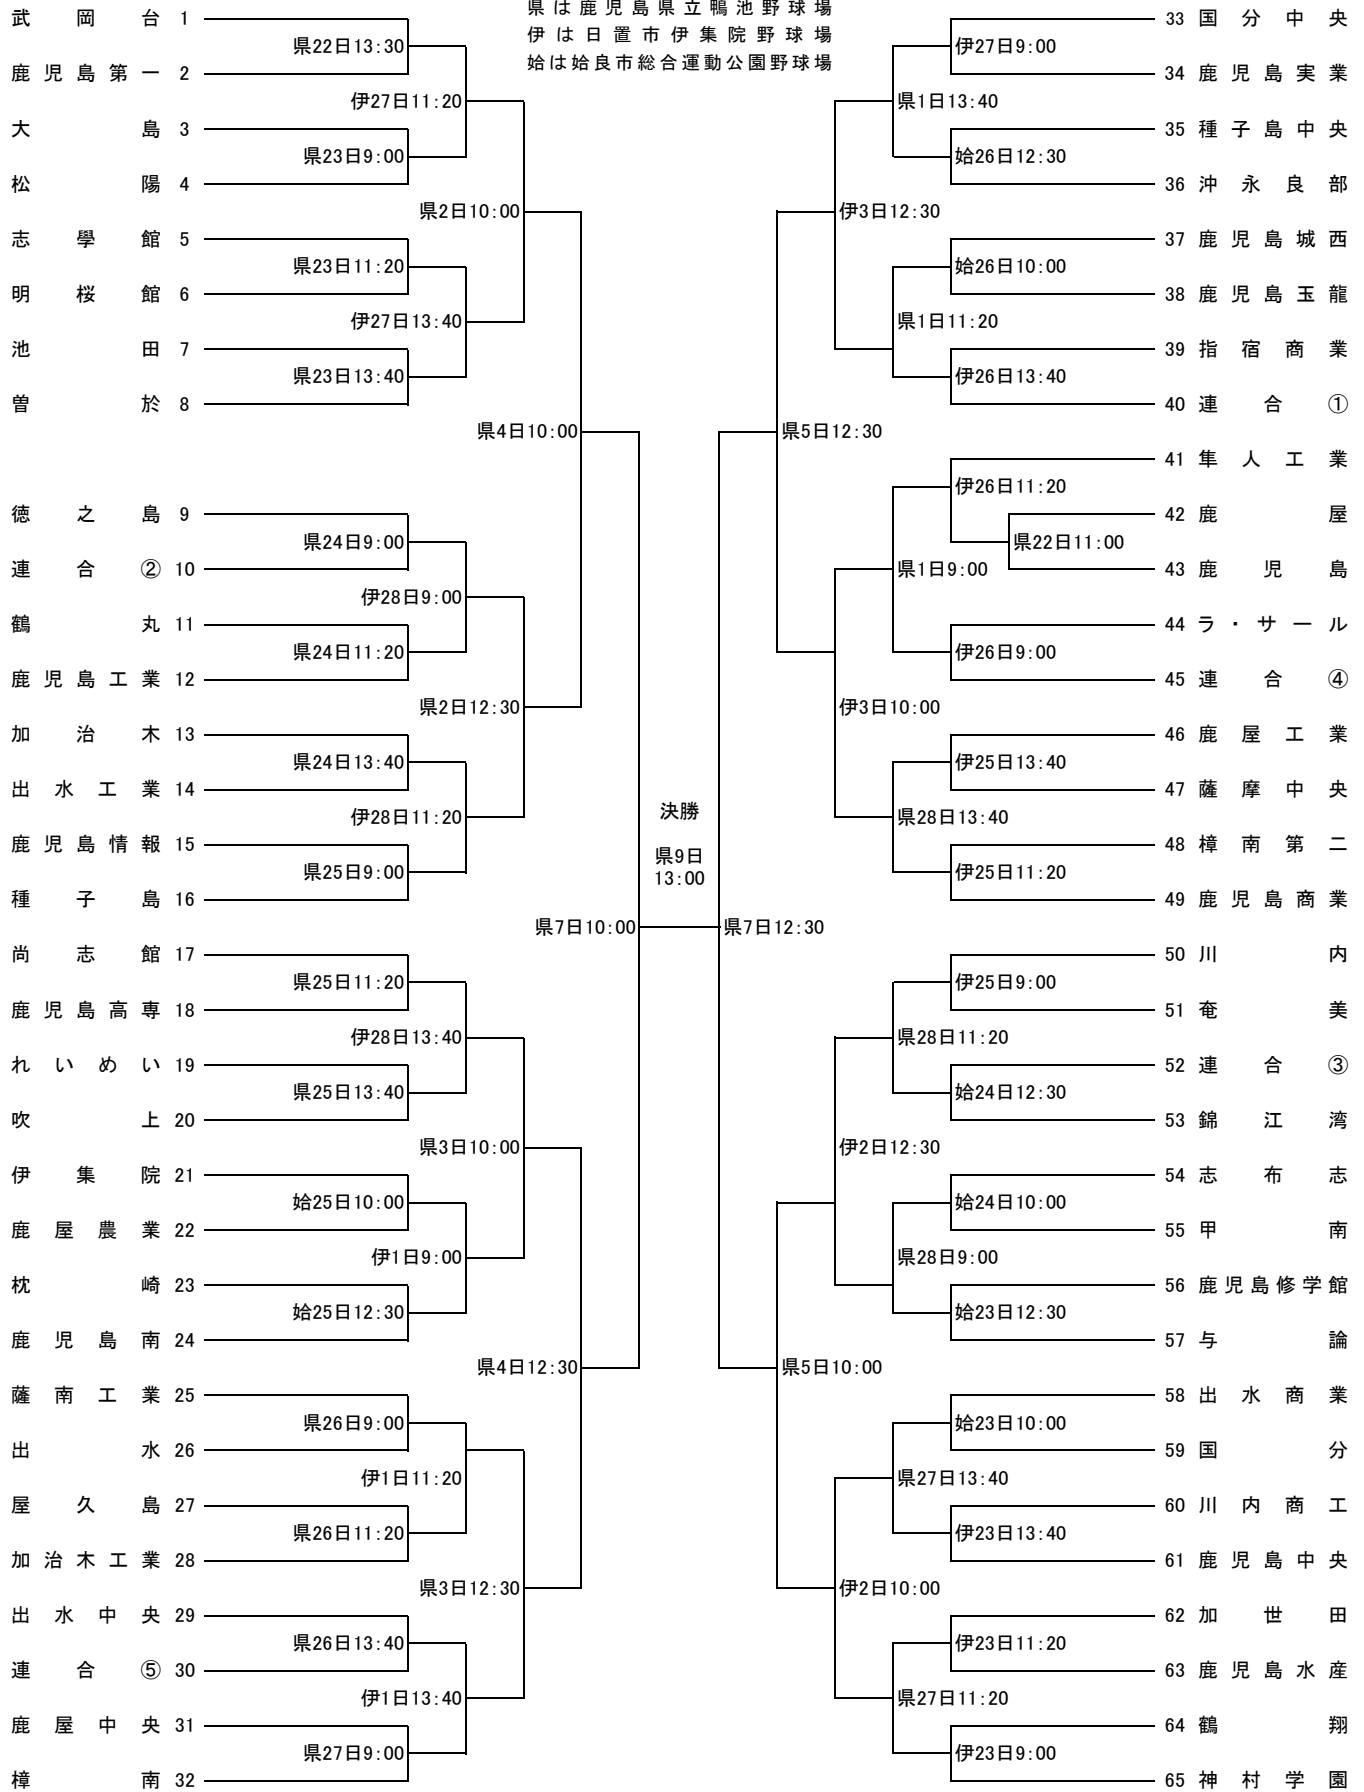 県は鹿児島県立鴨池野球場
伊は日置市伊集院野球場
姶は姶良市総合運動公園野球場
武岡台 1
県22日13:30
鹿児島第一 2
伊27日11:20
大島 3
県23日9:00
松陽 4
県2日10:00
志學館 5
県23日11:20
明桜館 6
伊27日13:40
池田 7
県23日13:40
曽於 8
県4日10:00
徳之島 9
県24日9:00
連合② 10
伊28日9:00
鶴丸 11
県24日11:20
鹿児島工業 12
県2日12:30
加治木 13
県24日13:40
出水工業 14
伊28日11:20
鹿児島情報 15
県25日9:00
種子島 16
県7日10:00
尚志館 17
県25日11:20
鹿児島高専 18
伊28日13:40
れいめい 19
県25日13:40
吹上 20
県3日10:00
伊集院 21
姶25日10:00
鹿屋農業 22
伊1日9:00
枕崎 23
姶25日12:30
鹿児島南 24
県4日12:30
薩南工業 25
県26日9:00
出水 26
伊1日11:20
屋久島 27
県26日11:20
加治木工業 28
県3日12:30
出水中央 29
県26日13:40
連合⑤ 30
伊1日13:40
鹿屋中央 31
県27日9:00
樟南 32
決勝
県9日
13:00
33 国分中央
伊27日9:00
34 鹿児島実業
県1日13:40
35 種子島中央
姶26日12:30
36 沖永良部
伊3日12:30
37 鹿児島城西
姶26日10:00
38 鹿児島玉龍
県1日11:20
39 指宿商業
伊26日13:40
40 連合①
県5日12:30
41 隼人工業
伊26日11:20
42 鹿屋
県22日11:00
43 鹿児島
県1日9:00
44 ラ・サール
伊26日9:00
45 連合④
伊3日10:00
46 鹿屋工業
伊25日13:40
47 薩摩中央
県28日13:40
48 樟南第二
伊25日11:20
49 鹿児島商業
県7日12:30
50 川内
伊25日9:00
51 奄美
県28日11:20
52 連合③
姶24日12:30
53 錦江湾
伊2日12:30
54 志布志
姶24日10:00
55 甲南
県28日9:00
56 鹿児島修学館
姶23日12:30
57 与論
県5日10:00
58 出水商業
姶23日10:00
59 国分
県27日13:40
60 川内商工
伊23日13:40
61 鹿児島中央
伊2日10:00
62 加世田
伊23日11:20
63 鹿児島水産
県27日11:20
64 鶴翔
伊23日9:00
65 神村学園